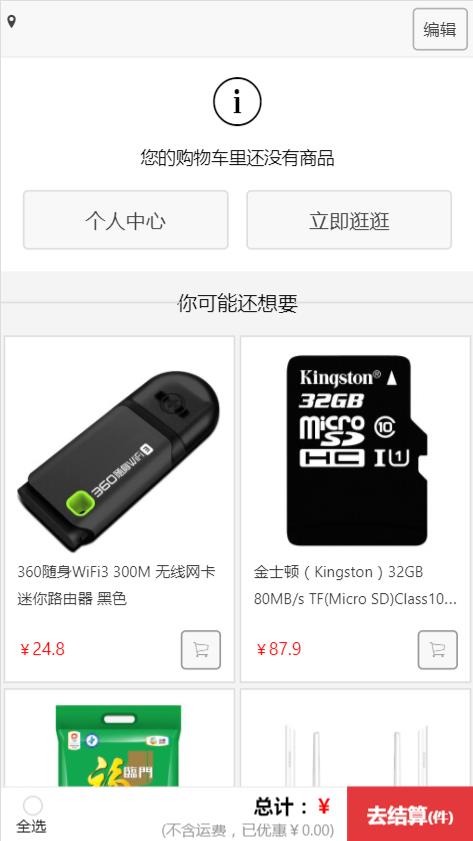 编辑
i
您的购物车里还没有商品
个人中心
立即逛逛
你可能还想要
360随身WiFi 3
Kingston®
32GB
micro
SD
10
HC I U1
360随身WiFi3 300M 无线网卡
迷你路由器 黑色
金士顿（Kingston）32GB
80MB/s TF(Micro SD)Class10...
￥24.8
￥87.9
福
临門
全选
总计：￥
(不含运费，已优惠￥0.00)
去结算(件)